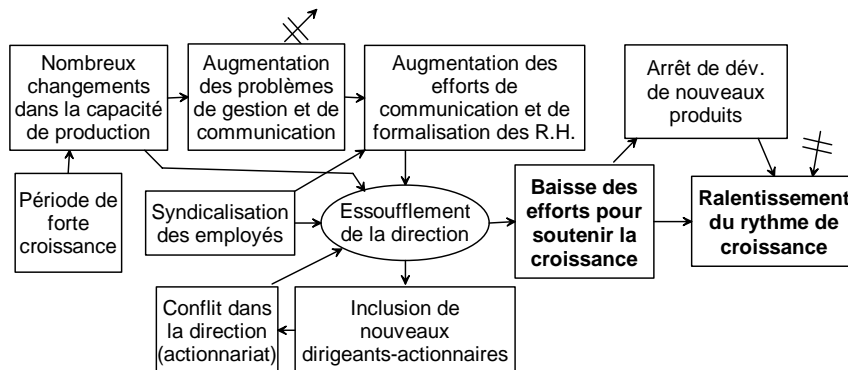 Nombreux
changements
dans la capacité
de production
Augmentation
des problèmes
de gestion et de
communication
Augmentation des
efforts de
communication et de
formalisation des R.H.
Arrêt de dév.
de nouveaux
produits
Période de
forte
croissance
Syndicalisation
des employés
Essoufflement
de la direction
Baisse des
efforts pour
soutenir la
croissance
Ralentissement
du rythme de
croissance
Conflit dans
la direction
(actionnariat)
Inclusion de
nouveaux
dirigeants-actionnaires